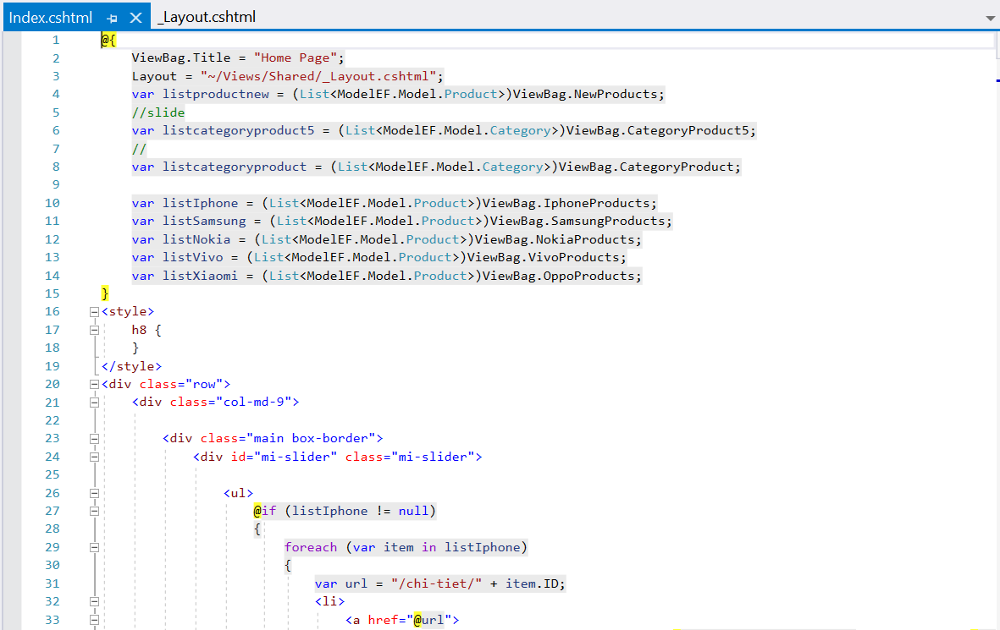 Index.cshtml _Layout.cshtml
1 @{
2 ViewBag.Title = "Home Page";
3 Layout = "~/Views/Shared/_Layout.cshtml";
4 var listproductnew = (List<ModelEF.Model.Product>)ViewBag.NewProducts;
5 //slide
6 var listcategoryproduct5 = (List<ModelEF.Model.Category>)ViewBag.CategoryProduct5;
7 //
8 var listcategoryproduct = (List<ModelEF.Model.Category>)ViewBag.CategoryProduct;
9
10 var listIphone = (List<ModelEF.Model.Product>)ViewBag.IphoneProducts;
11 var listSamsung = (List<ModelEF.Model.Product>)ViewBag.SamsungProducts;
12 var listNokia = (List<ModelEF.Model.Product>)ViewBag.NokiaProducts;
13 var listVivo = (List<ModelEF.Model.Product>)ViewBag.VivoProducts;
14 var listXiaomi = (List<ModelEF.Model.Product>)ViewBag.OppoProducts;
15 }
16 <style>
17 h8 {
18 }
19 </style>
20 <div class="row">
21 <div class="col-md-9">
22
23 <div class="main box-border">
24 <div id="mi-slider" class="mi-slider">
25
26 <ul>
27 @if (listIphone != null)
28 {
29 foreach (var item in listIphone)
30 {
31 var url = "/chi-tiet/" + item.ID;
32 <li>
33 <a href="@url">